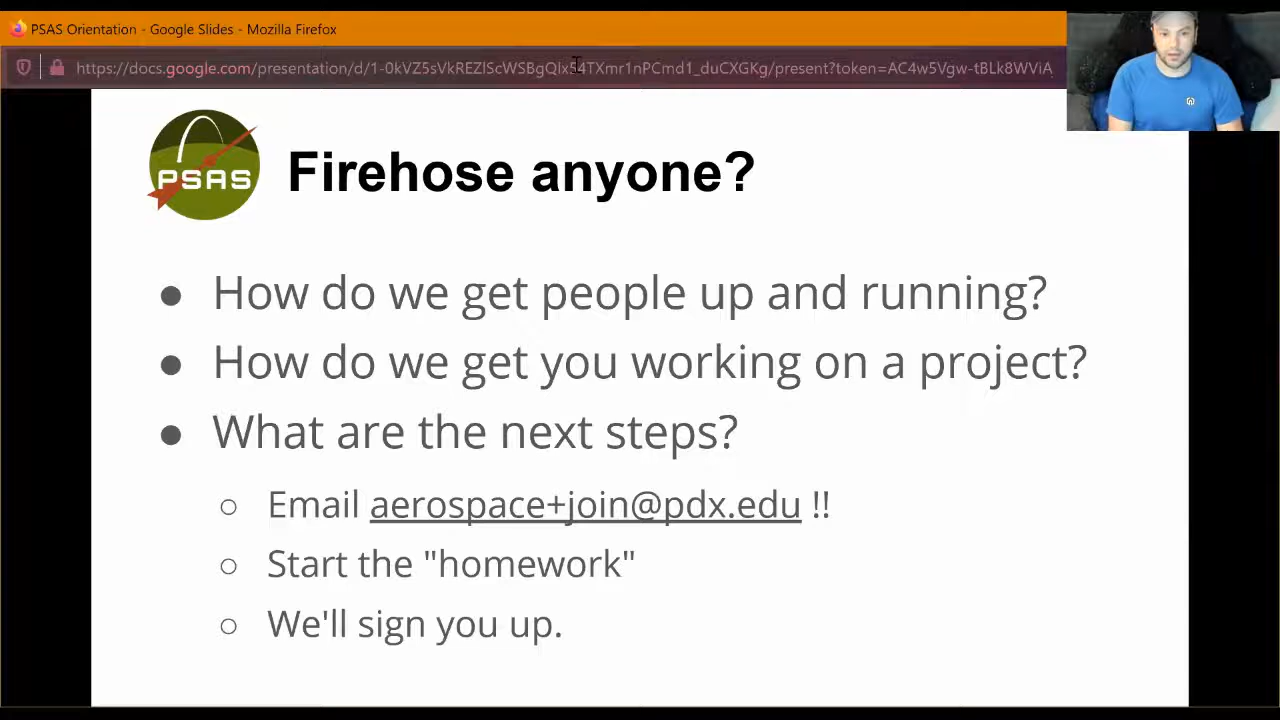 PSAS Orientation - Google Slides - Mozilla Firefox
https://docs.google.com/presentation/d/1-0kVZ5sVkREZlScWSBgQlx54TXmr1nPCmd1_duCXGKg/present?token=AC4w5Vgw-tBLk8WViA
PSAS
Firehose anyone?
● How do we get people up and running?
● How do we get you working on a project?
● What are the next steps?
○ Email aerospace+join@pdx.edu !!
○ Start the "homework"
○ We'll sign you up.